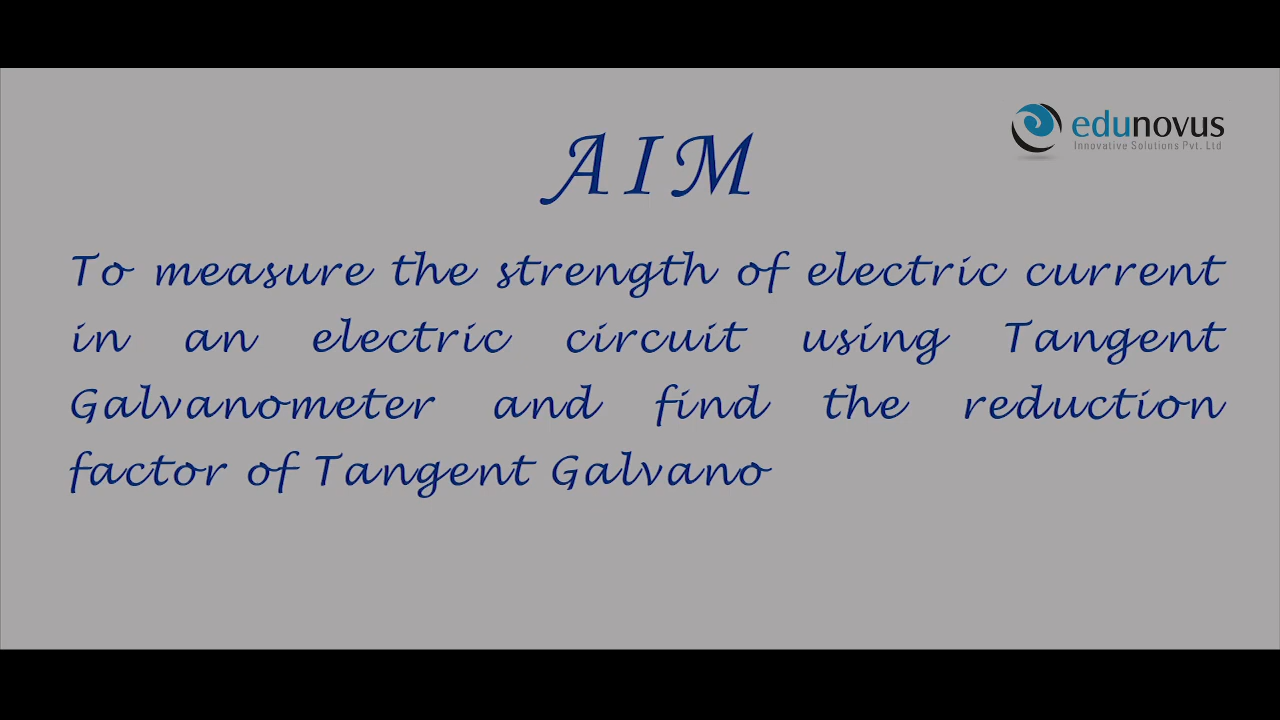 edunovus
Innovative Solutions Pvt. Ltd
AIM
To measure the strength of electric current
in an electric circuit using Tangent
Galvanometer and find the reduction
factor of Tangent Galvano